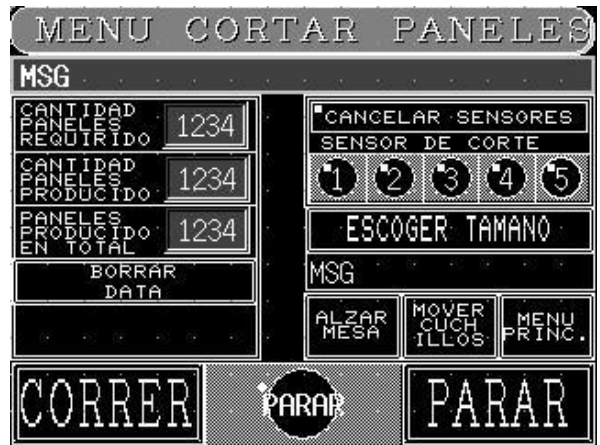 MENU CORTAR PANELES
MSG
CANTIDAD
PANELES
REQUIRIDO
1234
CANTIDAD
PANELES
PRODUCIDO
1234
PANELES
PRODUCIDO
EN TOTAL
1234
BORRAR
DATA
CANCELAR SENSORES
SENSOR DE CORTE
1 2 3 4 5
ESCOGER TAMANO
MSG
ALZAR
MESA
MOVER
CUCH
ILLOS
MENU
PRINC.
CORRER
PARAR
PARAR